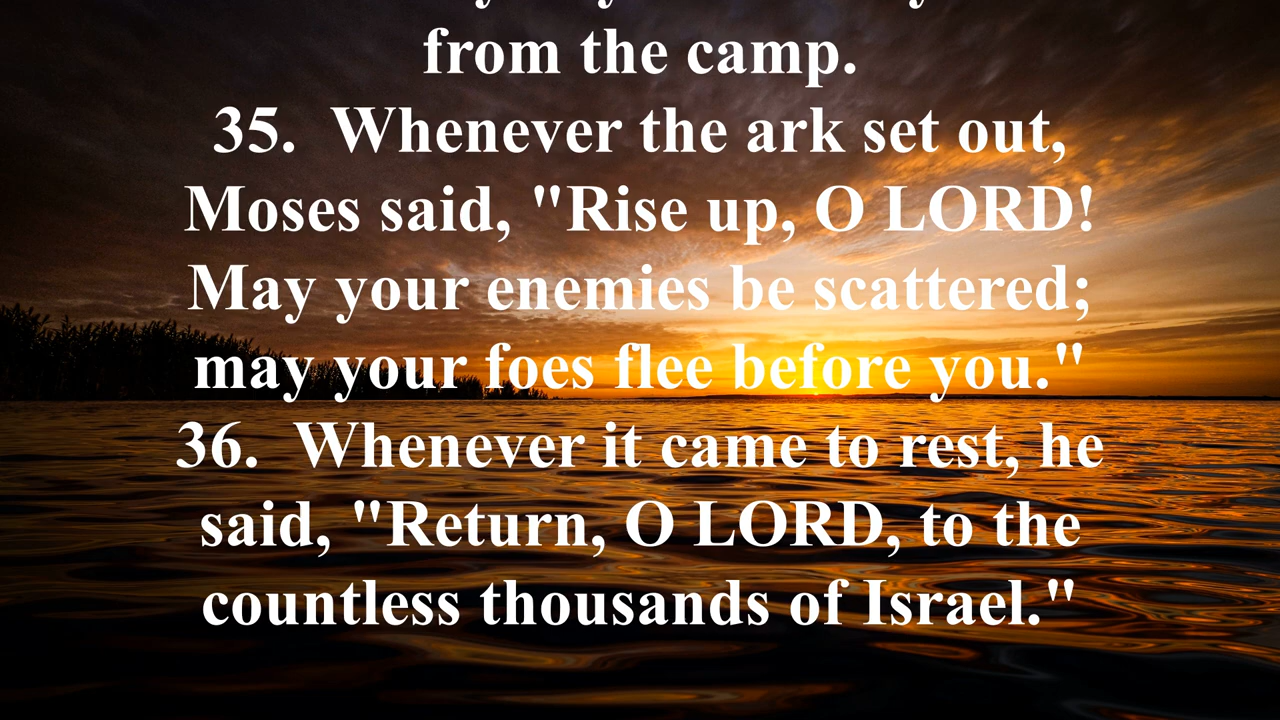 from the camp.
35.  Whenever the ark set out,
Moses said, "Rise up, O LORD!
May your enemies be scattered;
may your foes flee before you."
36.  Whenever it came to rest, he
said,  "Return, O LORD, to the
countless thousands of Israel."